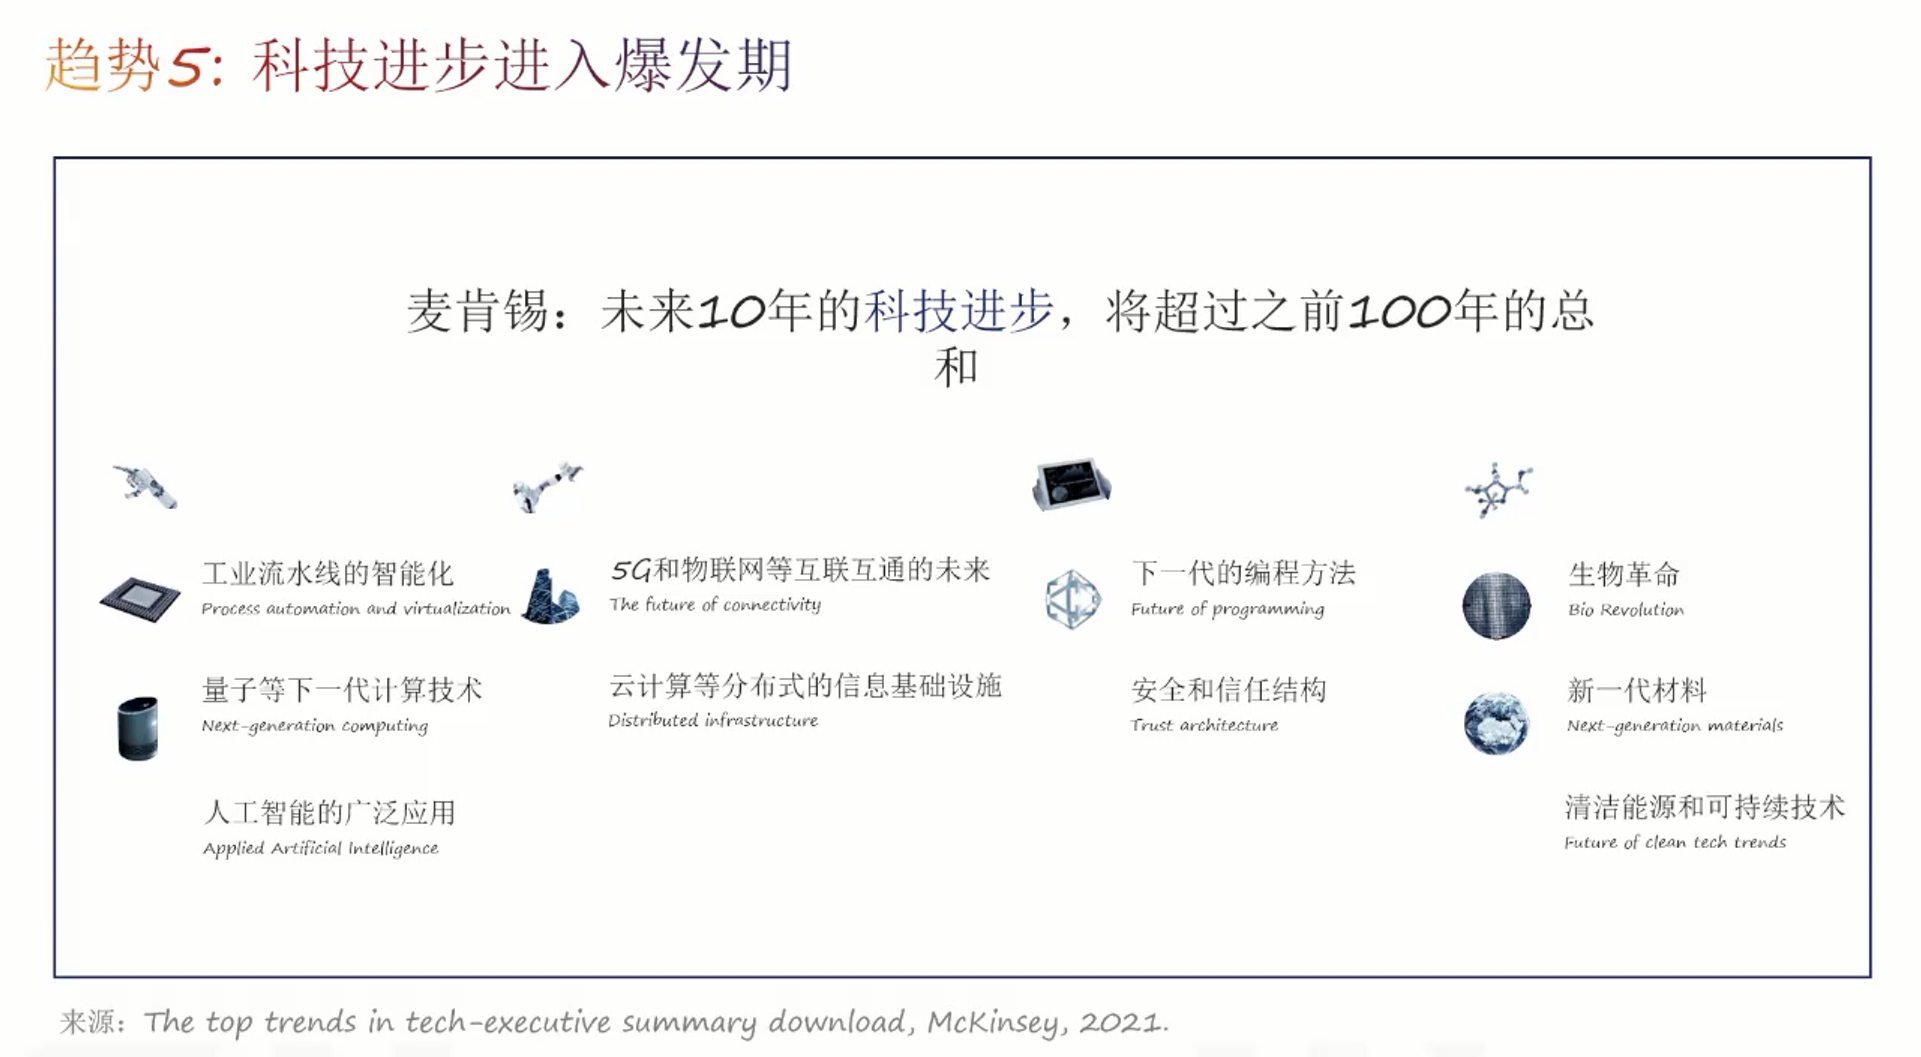 趋势5: 科技进步进入爆发期
麦肯锡：未来10年的科技进步，将超过之前100年的总
和
工业流水线的智能化
Process automation and virtualization
5G和物联网等互联互通的未来
The future of connectivity
下一代的编程方法
Future of programming
生物革命
Bio Revolution
量子等下一代计算技术
Next-generation computing
云计算等分布式的信息基础设施
Distributed infrastructure
安全和信任结构
Trust architecture
新一代材料
Next-generation materials
人工智能的广泛应用
Applied Artificial Intelligence
清洁能源和可持续技术
Future of clean tech trends
来源：The top trends in tech-executive summary download, McKinsey, 2021.